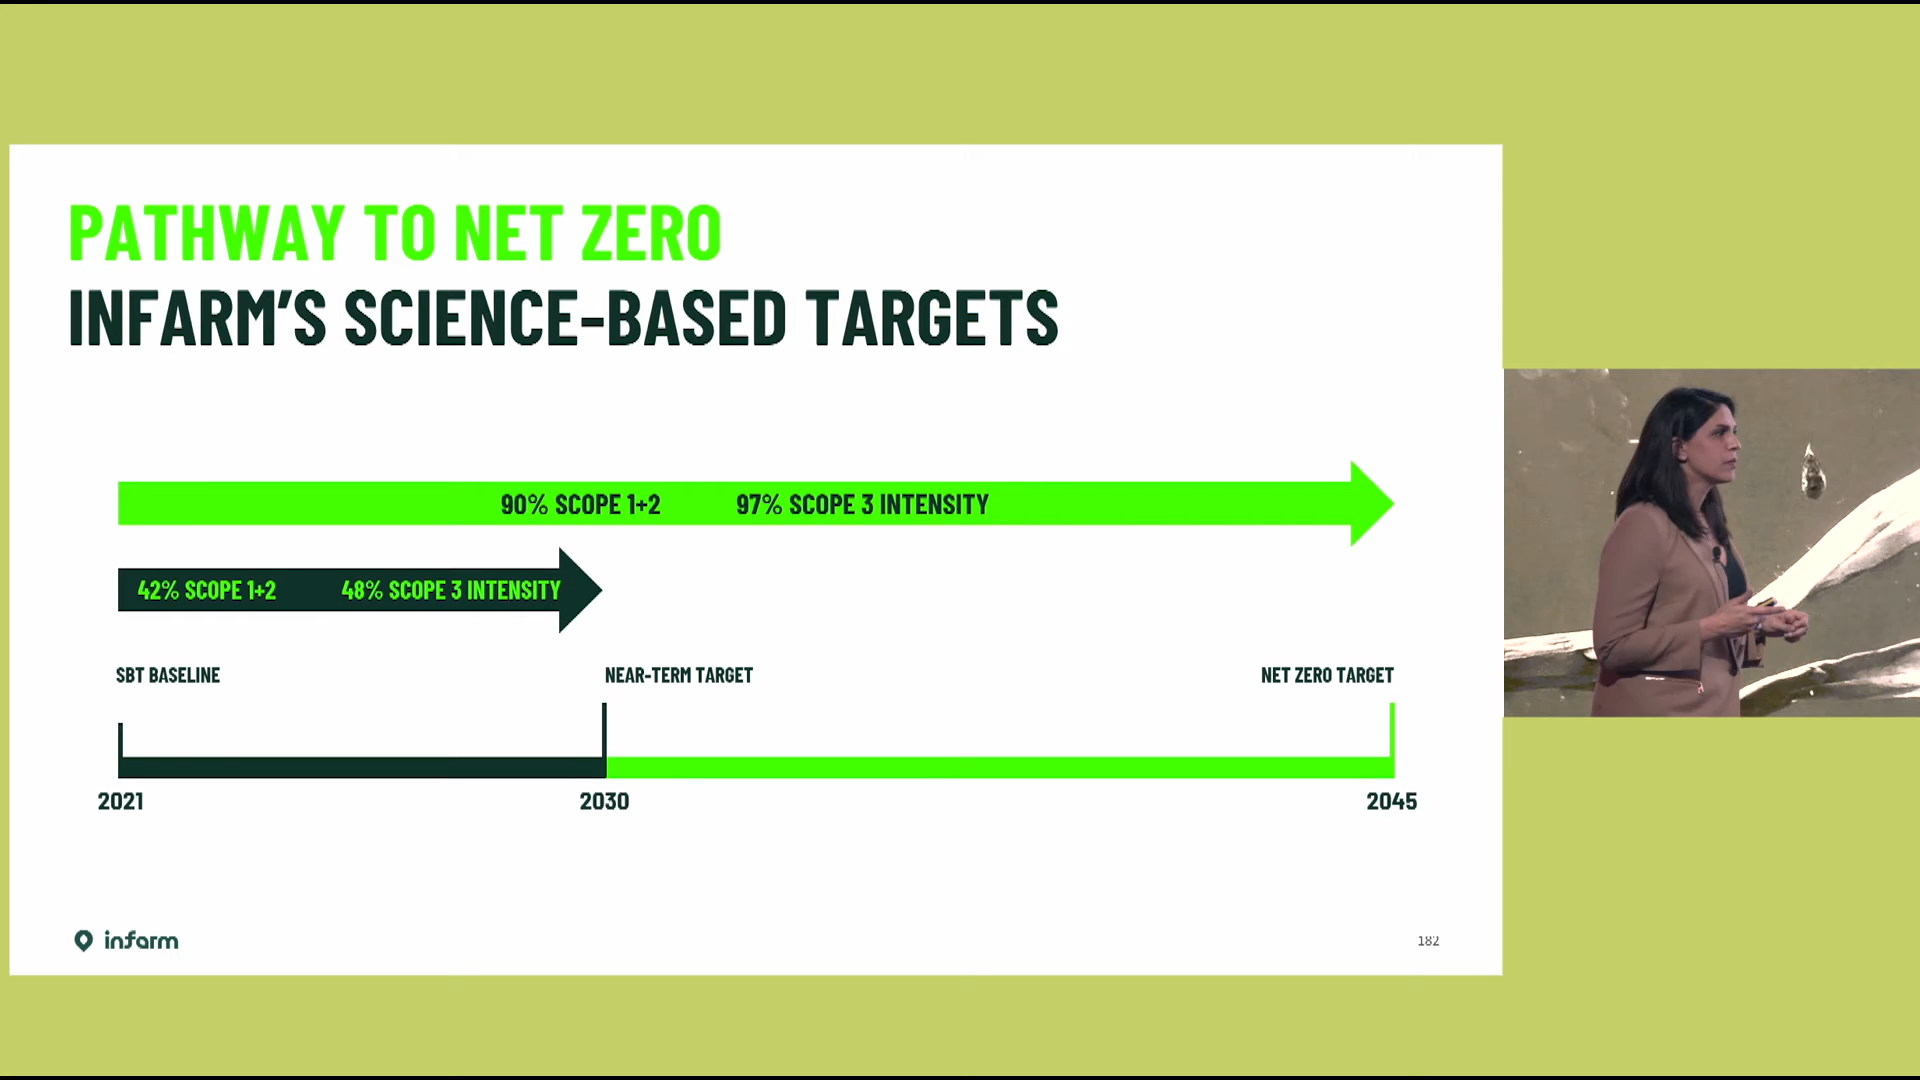 PATHWAY TO NET ZERO
INFARM'S SCIENCE-BASED TARGETS
90% SCOPE 1+2 97% SCOPE 3 INTENSITY
42% SCOPE 1+2 48% SCOPE 3 INTENSITY
SBT BASELINE NEAR-TERM TARGET NET ZERO TARGET
2021 2030 2045
infarm 182